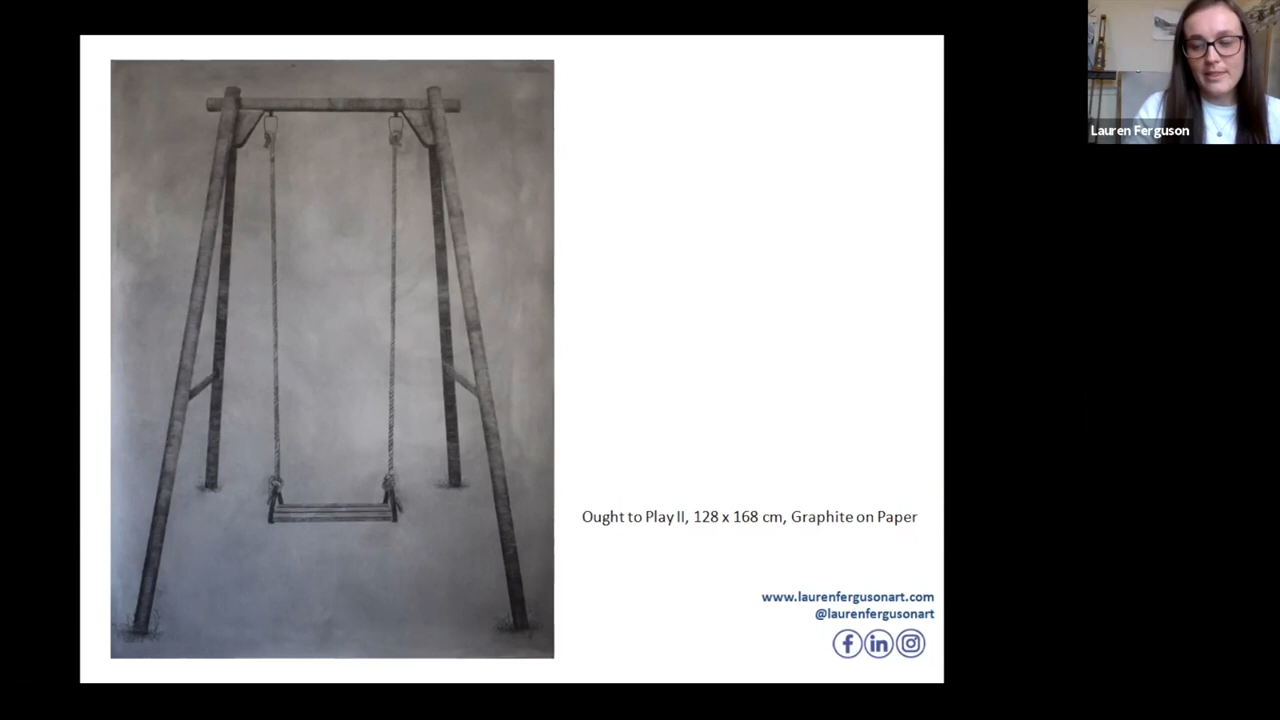 Lauren Ferguson
Ought to Play II, 128 x 168 cm, Graphite on Paper
www.laurenfergusonart.com
@laurenfergusonart